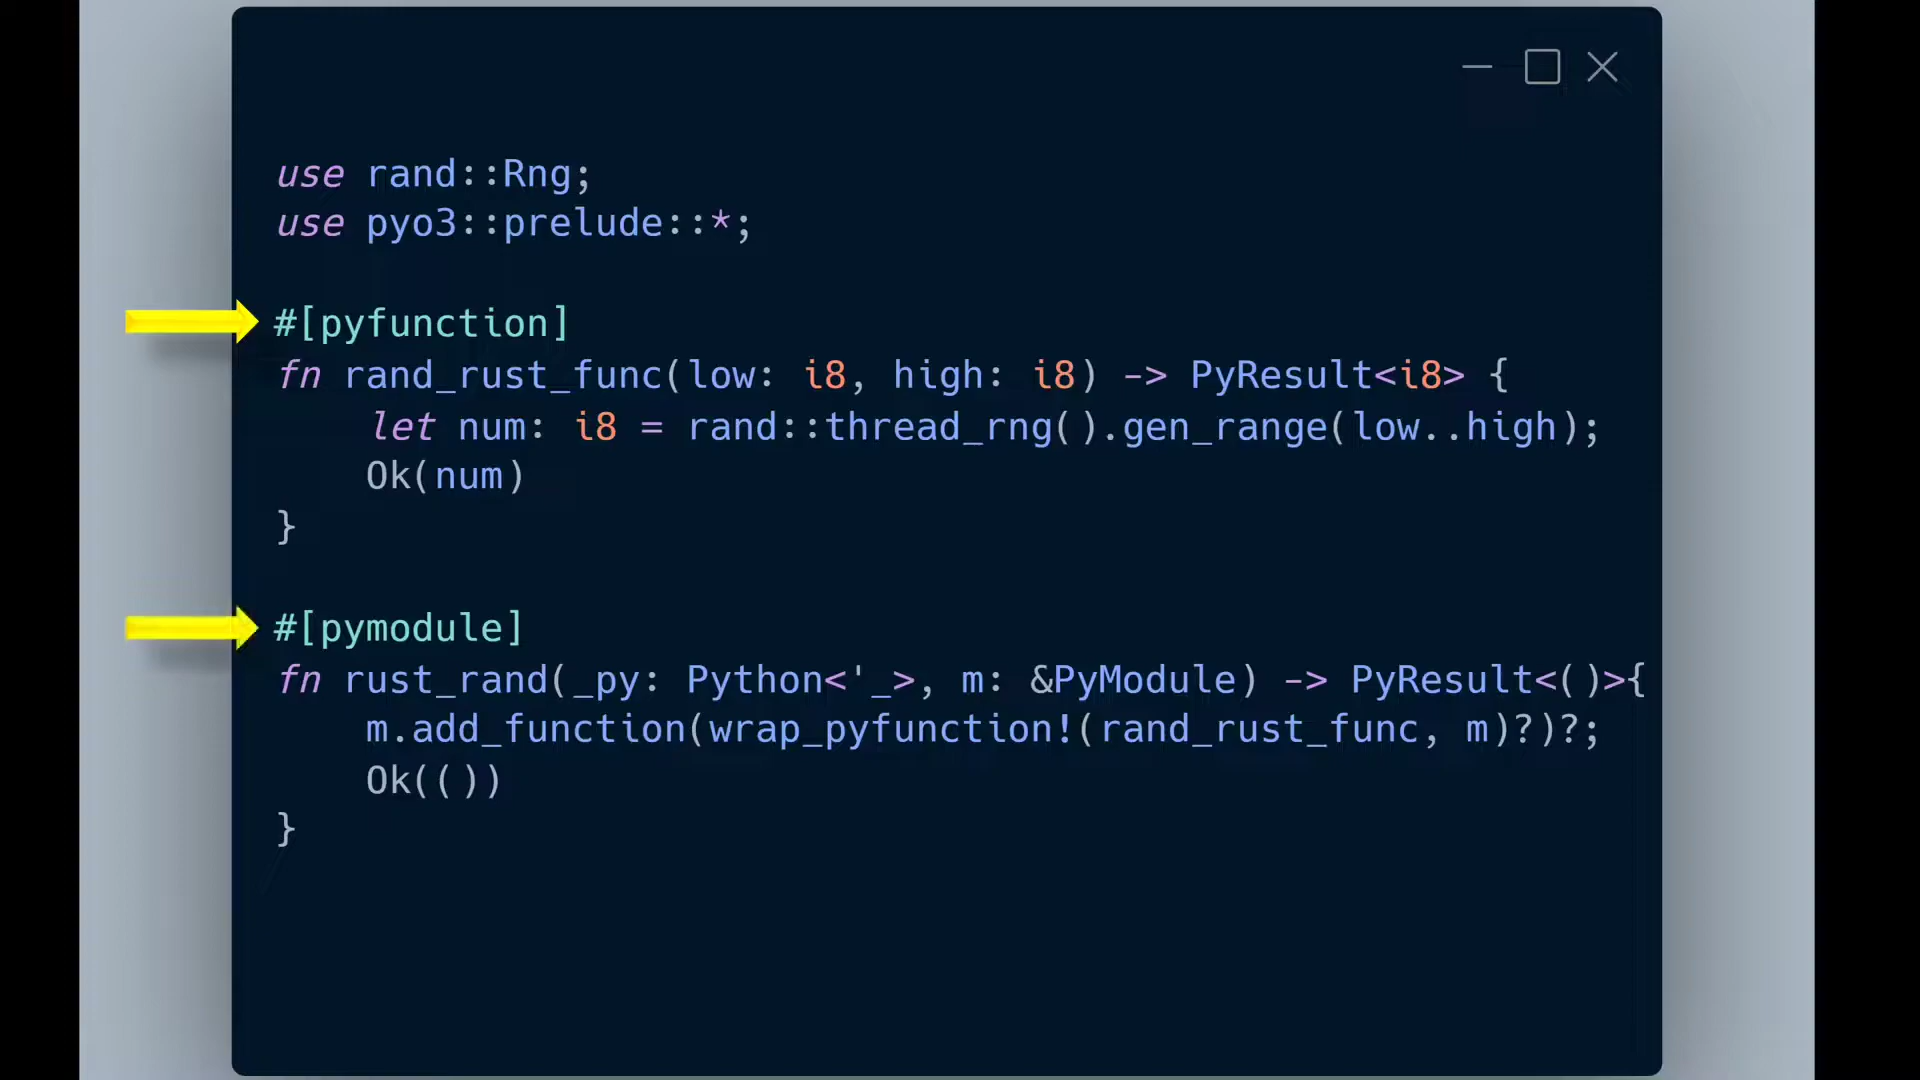 use rand::Rng;
use pyo3::prelude::*;
#[pyfunction]
fn rand_rust_func(low: i8, high: i8) -> PyResult<i8> {
    let num: i8 = rand::thread_rng().gen_range(low..high);
    Ok(num)
}
#[pymodule]
fn rust_rand(_py: Python<'_>, m: &PyModule) -> PyResult<()>{
    m.add_function(wrap_pyfunction!(rand_rust_func, m)?)?;
    Ok(())
}